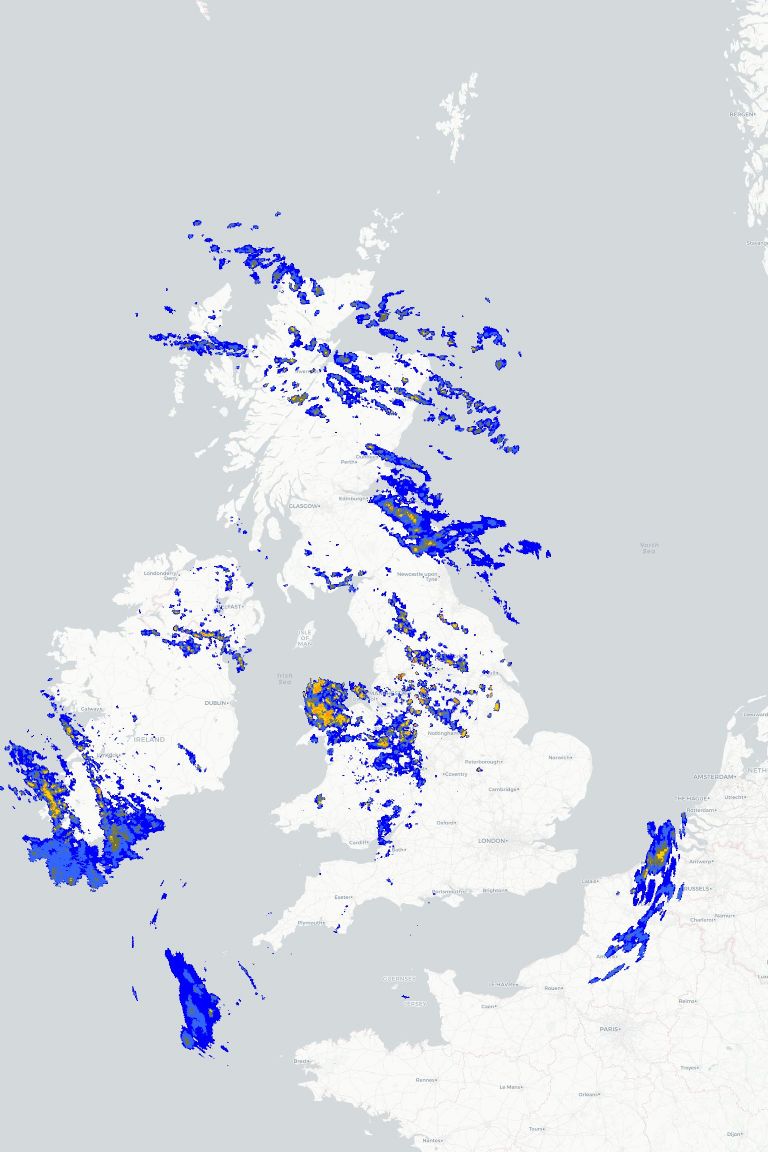 BERGEN
Stavanger
Inverness
Perth
Edinburgh
GLASGOW
North
Sea
Londonderry/
Derry
BELFAST
Newcastle upon
Tyne
ISLE
OF
MAN
Irish
Sea
DUBLIN
Galway
IRELAND
Limerick
Nottingham
Leeuward
AMSTERDAM
NETH
THE HAGUE
Utrecht
Rotterdam
Peterborough
Norwich
Coventry
Cambridge
Oxford
LONDON
Cardiff
Bath
Antwerp
BRUSSELS
Calais
Exeter
Portsmouth
Brighton
Plymouth
Charleroi
Namur
GUERNSEY
JERSEY
LE HAVRE
Rouen
Caen
Reims
PARIS
Brest
Rennes
Le Mans
Troyes
Orléans
Tours
Nantes
Dijon